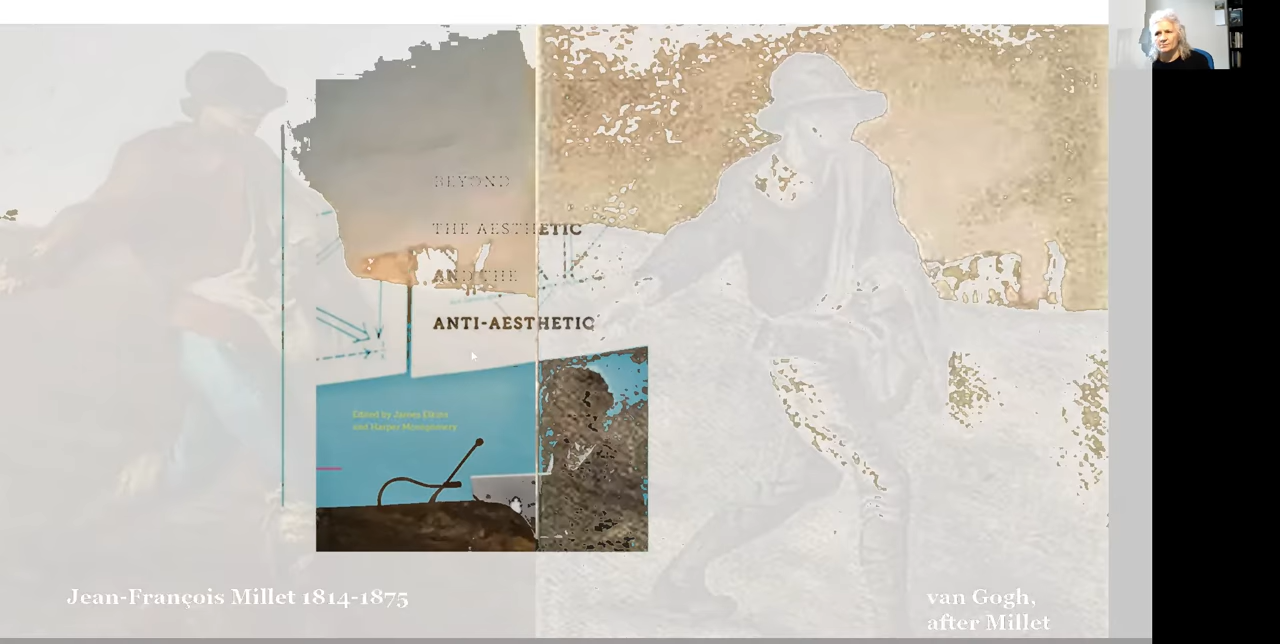 BEYOND
THE AESTHETIC
AND THE
ANTI-AESTHETIC
Edited by James Elkins
and Harper Montgomery
Jean-François Millet 1814-1875
van Gogh,
after Millet